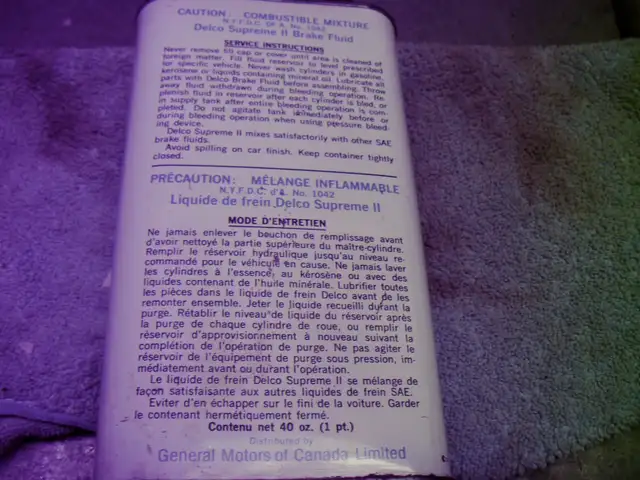 CAUTION: COMBUSTIBLE MIXTURE
N.Y.F.D.C. OF A. No. 1042
Delco Supreme II Brake Fluid
SERVICE INSTRUCTIONS
Never remove fill cap or cover until area is cleaned of
foreign matter. Fill fluid reservoir to level prescribed
for specific vehicle. Never wash cylinders in gasoline,
kerosene or liquids containing mineral oil. Lubricate all
parts with Delco Brake Fluid before assembling. Throw
away fluid withdrawn during bleeding operation. Re-
plenish fluid in reservoir after each cylinder is bled, or
in supply tank after entire bleeding operation is com-
pleted. Do not agitate tank immediately before or
during bleeding operation when using pressure bleed-
ing device.
Delco Supreme II mixes satisfactorily with other SAE
brake fluids.
Avoid spilling on car finish. Keep container tightly
closed.
PRÉCAUTION: MÉLANGE INFLAMMABLE
N.Y.F.D.C. d'A. No. 1042
Liquide de frein Delco Supreme II
MODE D'ENTRETIEN
Ne jamais enlever le bouchon de remplissage avant
d'avoir nettoyé la partie supérieure du maître-cylindre.
Remplir le réservoir hydraulique jusqu'au niveau re-
commandé pour le véhicule en cause. Ne jamais laver
les cylindres à l'essence, au kérosène ou avec des
liquides contenant de l'huile minérale. Lubrifier toutes
les pièces dans le liquide de frein Delco avant de les
remonter ensemble. Jeter le liquide recueilli durant la
purge. Rétablir le niveau de liquide du réservoir après
la purge de chaque cylindre de roue, ou remplir le
réservoir d'approvisionnement à nouveau suivant la
complétion de l'opération de purge. Ne pas agiter le
réservoir de l'équipement de purge sous pression, im-
médiatement avant ou durant l'opération.
Le liquide de frein Delco Supreme II se mélange de
façon satisfaisante aux autres liquides de frein SAE.
Eviter d'en échapper sur le fini de la voiture. Garder
le contenant hermétiquement fermé.
Contenu net 40 oz. (1 pt.)
Distributed by
General Motors of Canada Limited